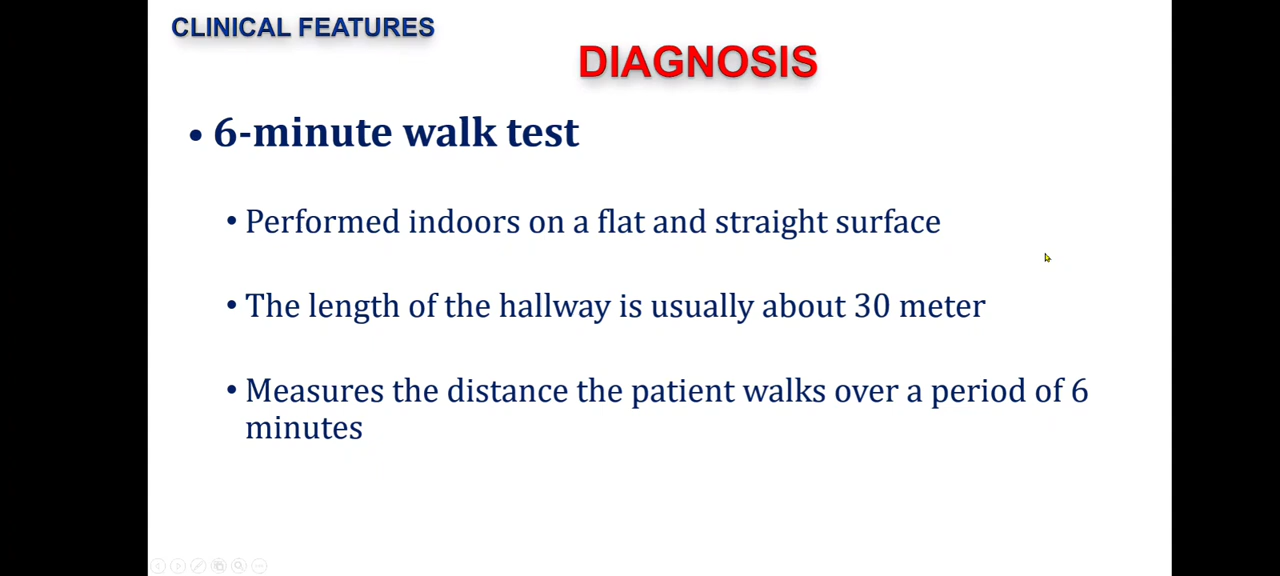 CLINICAL FEATURES
DIAGNOSIS
• 6-minute walk test
• Performed indoors on a flat and straight surface
• The length of the hallway is usually about 30 meter
• Measures the distance the patient walks over a period of 6
minutes